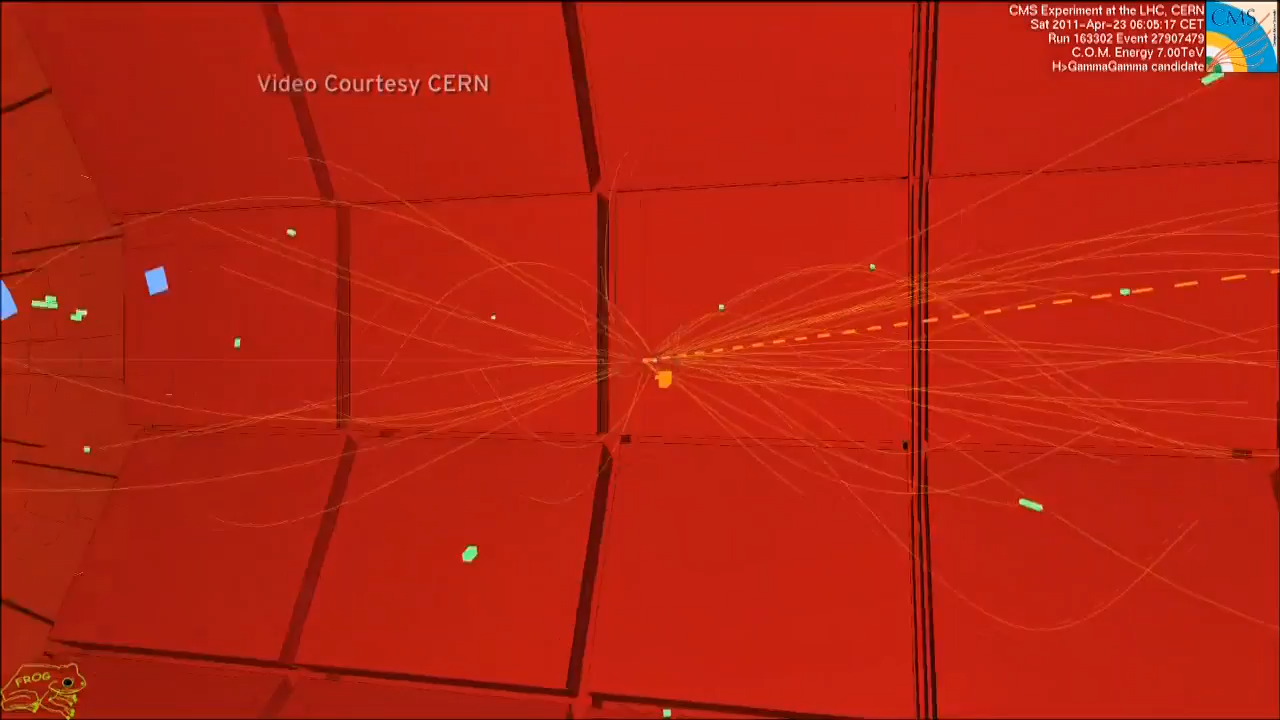 CMS Experiment at the LHC, CERN
Sat 2011-Apr-23 06:05:17 CET
Run 163302 Event 27907479
C.O.M. Energy 7.00TeV
H>GammaGamma candidate
CMS
Video Courtesy CERN
FROG